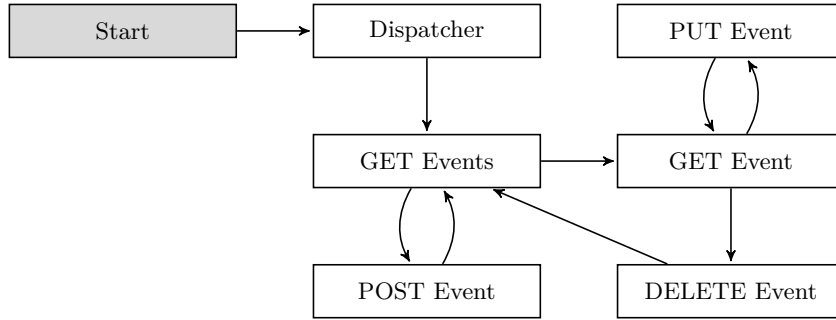 Start
Dispatcher
PUT Event
GET Events
GET Event
POST Event
DELETE Event